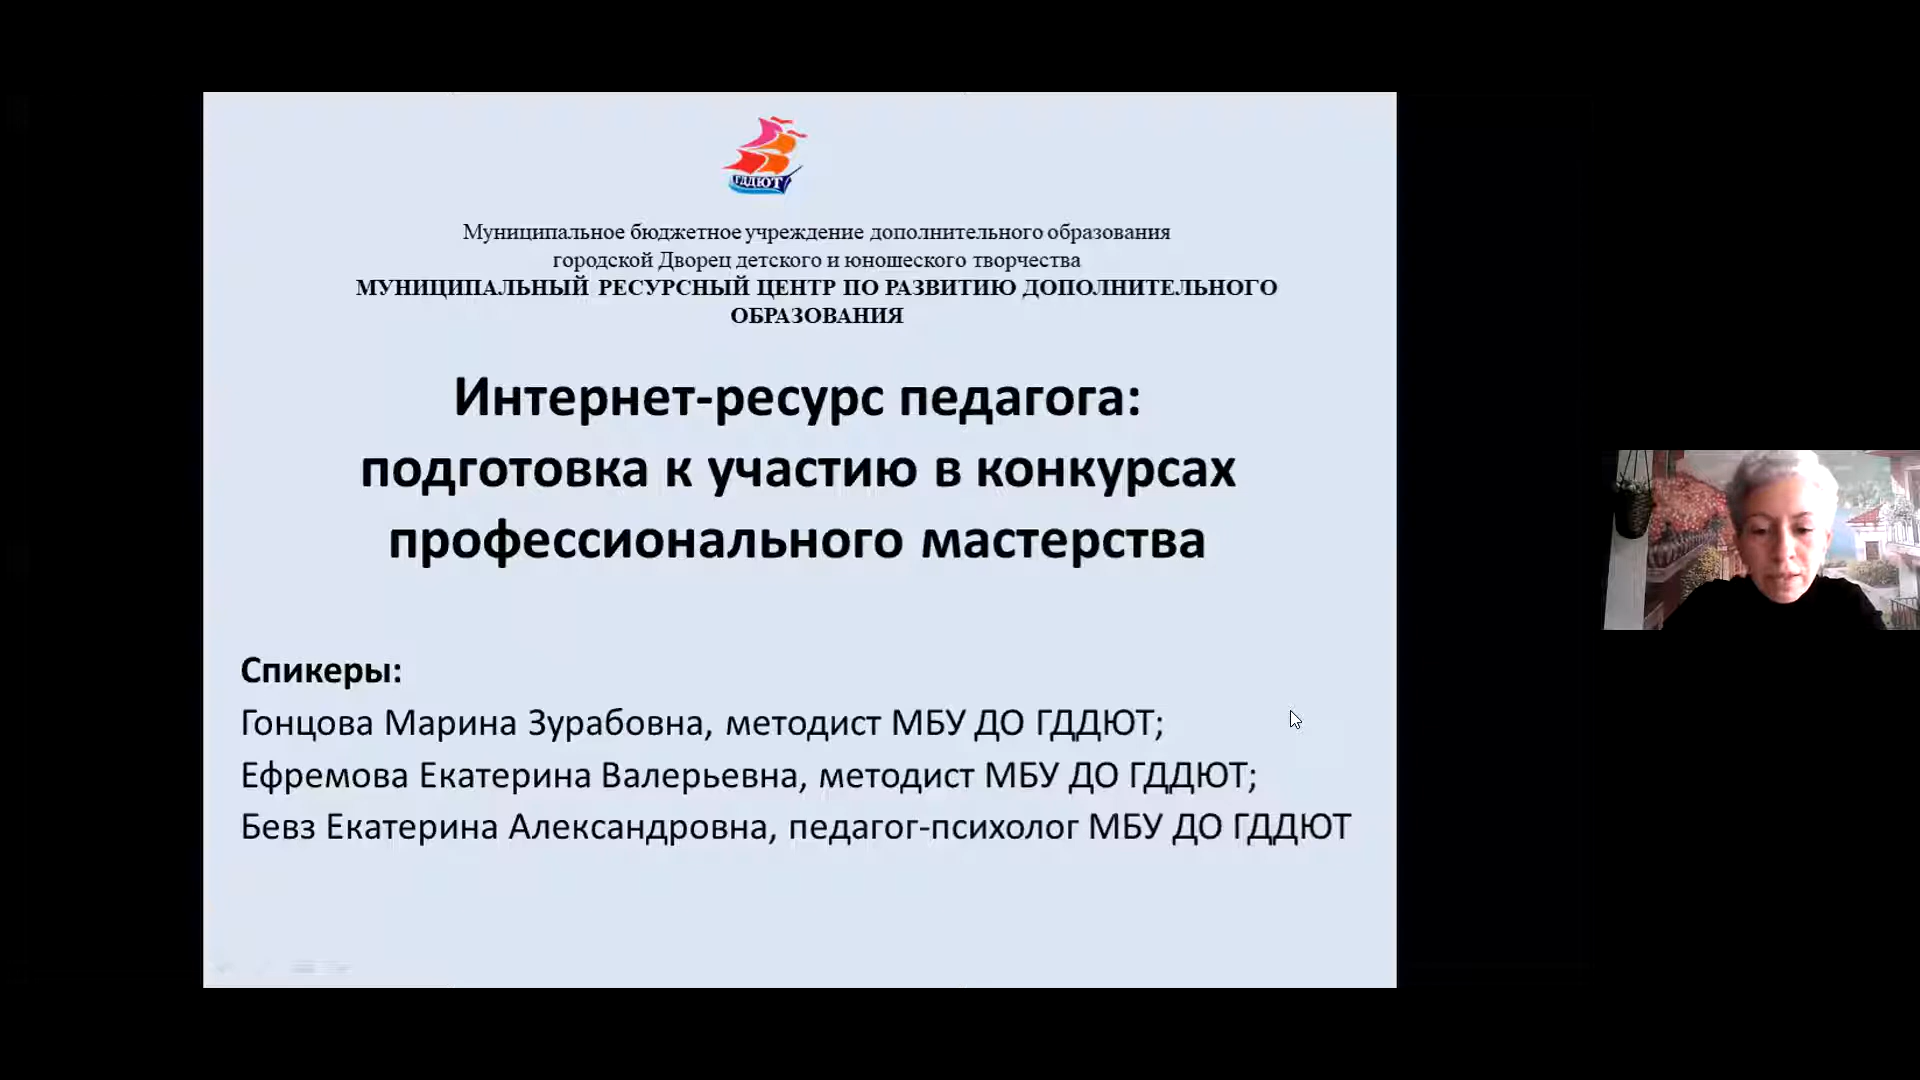 ГДДЮТ
Муниципальное бюджетное учреждение дополнительного образования
городской Дворец детского и юношеского творчества
МУНИЦИПАЛЬНЫЙ РЕСУРСНЫЙ ЦЕНТР ПО РАЗВИТИЮ ДОПОЛНИТЕЛЬНОГО
ОБРАЗОВАНИЯ
Интернет-ресурс педагога:
подготовка к участию в конкурсах
профессионального мастерства
Спикеры:
Гонцова Марина Зурабовна, методист МБУ ДО ГДДЮТ;
Ефремова Екатерина Валерьевна, методист МБУ ДО ГДДЮТ;
Бевз Екатерина Александровна, педагог-психолог МБУ ДО ГДДЮТ